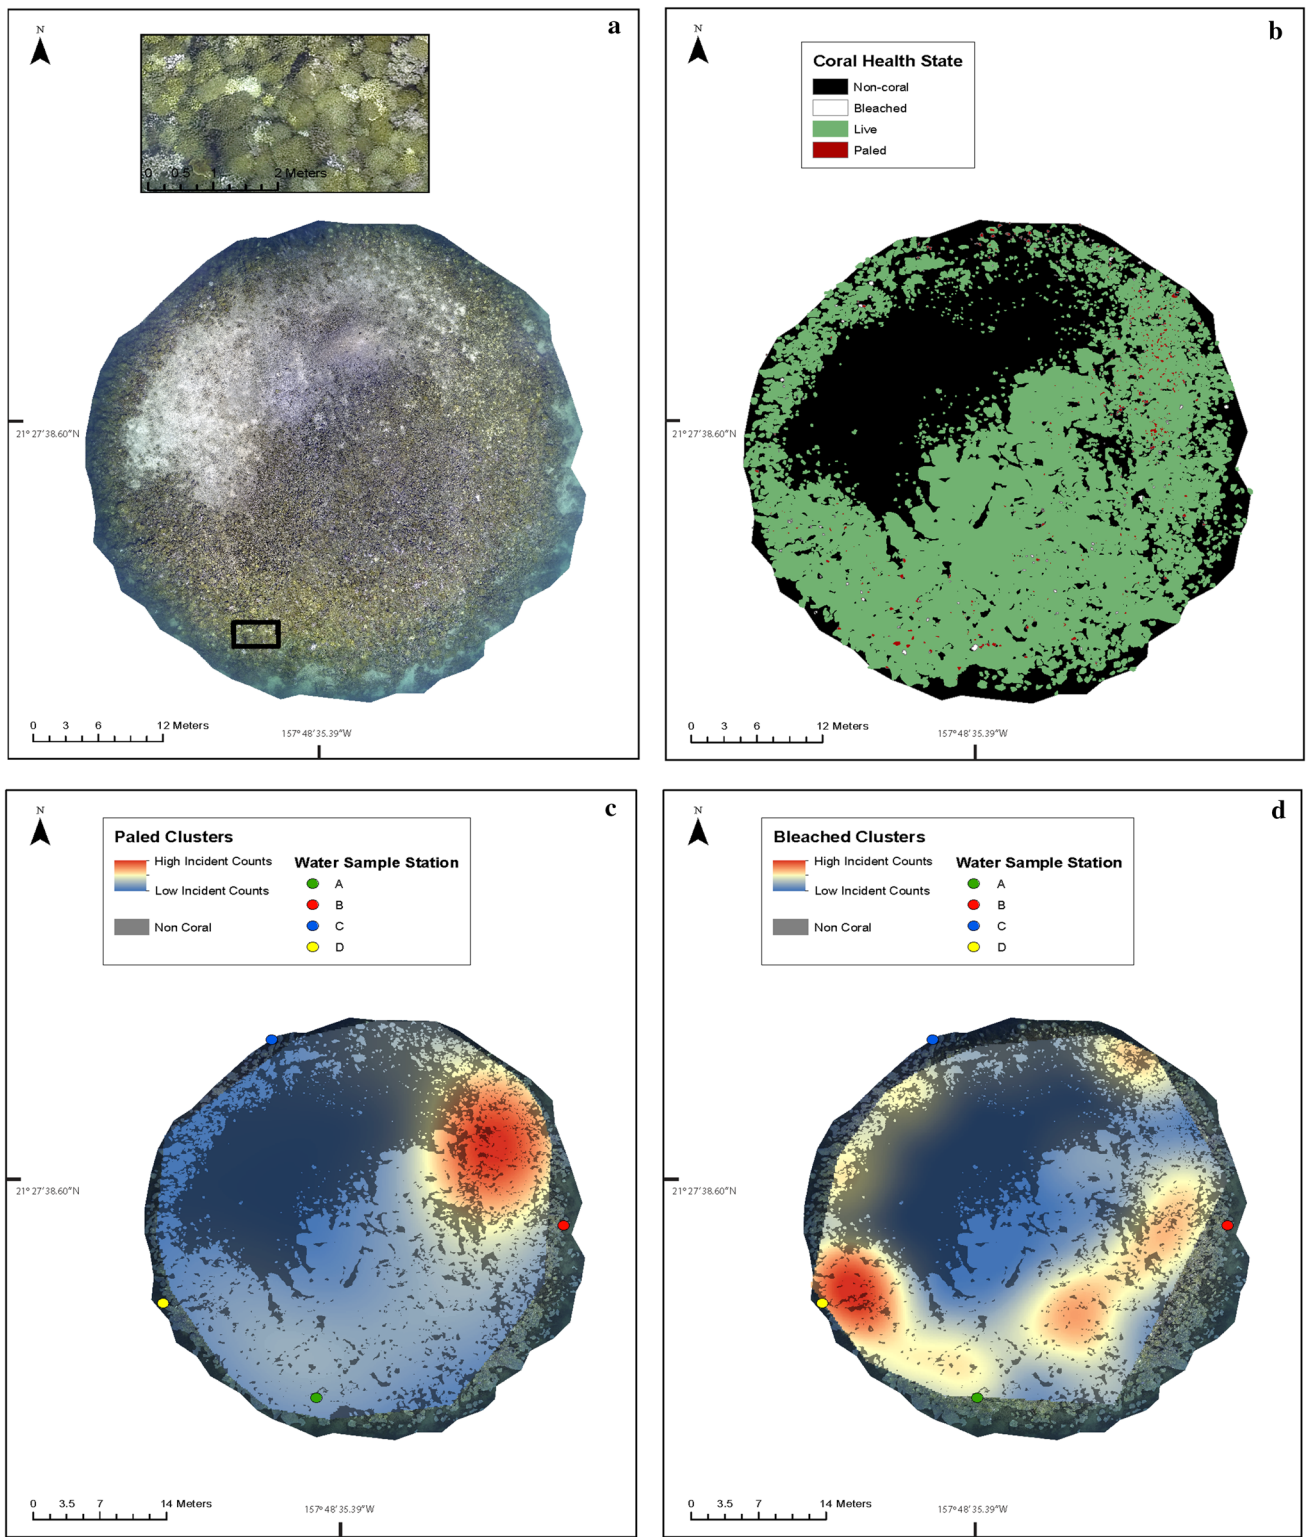 a
N
0 0.5 1 2 Meters
21° 27'38.60"N
0 3 6 12 Meters
157° 48'35.39"W
b
N
Coral Health State
Non-coral
Bleached
Live
Paled
21° 27'38.60"N
0 3 6 12 Meters
157° 48'35.39"W
c
N
Paled Clusters
High Incident Counts
Low Incident Counts
Non Coral
Water Sample Station
A
B
C
D
21° 27'38.60"N
0 3.5 7 14 Meters
157° 48'35.39"W
d
N
Bleached Clusters
High Incident Counts
Low Incident Counts
Non Coral
Water Sample Station
A
B
C
D
21° 27'38.60"N
0 3.5 7 14 Meters
157° 48'35.39"W